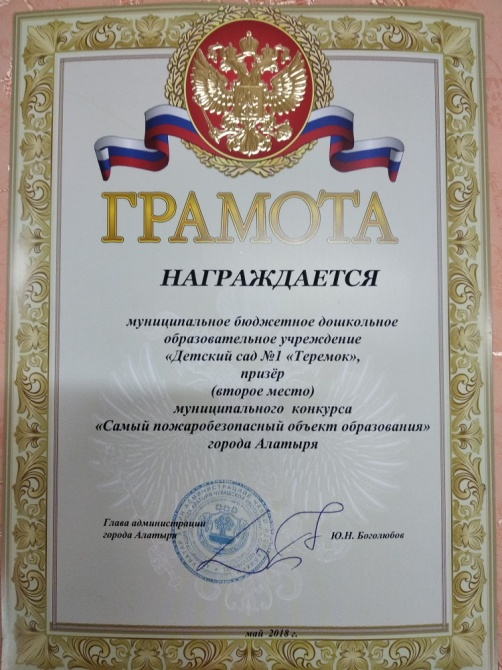 ГРАМОТА
НАГРАЖДАЕТСЯ
муниципальное бюджетное дошкольное
образовательное учреждение
«Детский сад №1 «Теремок»,
призёр
(второе место)
муниципального конкурса
«Самый пожаробезопасный объект образования»
города Алатыря
Глава администрации
города Алатыря
Ю.Н. Боголюбов
май 2018 г.